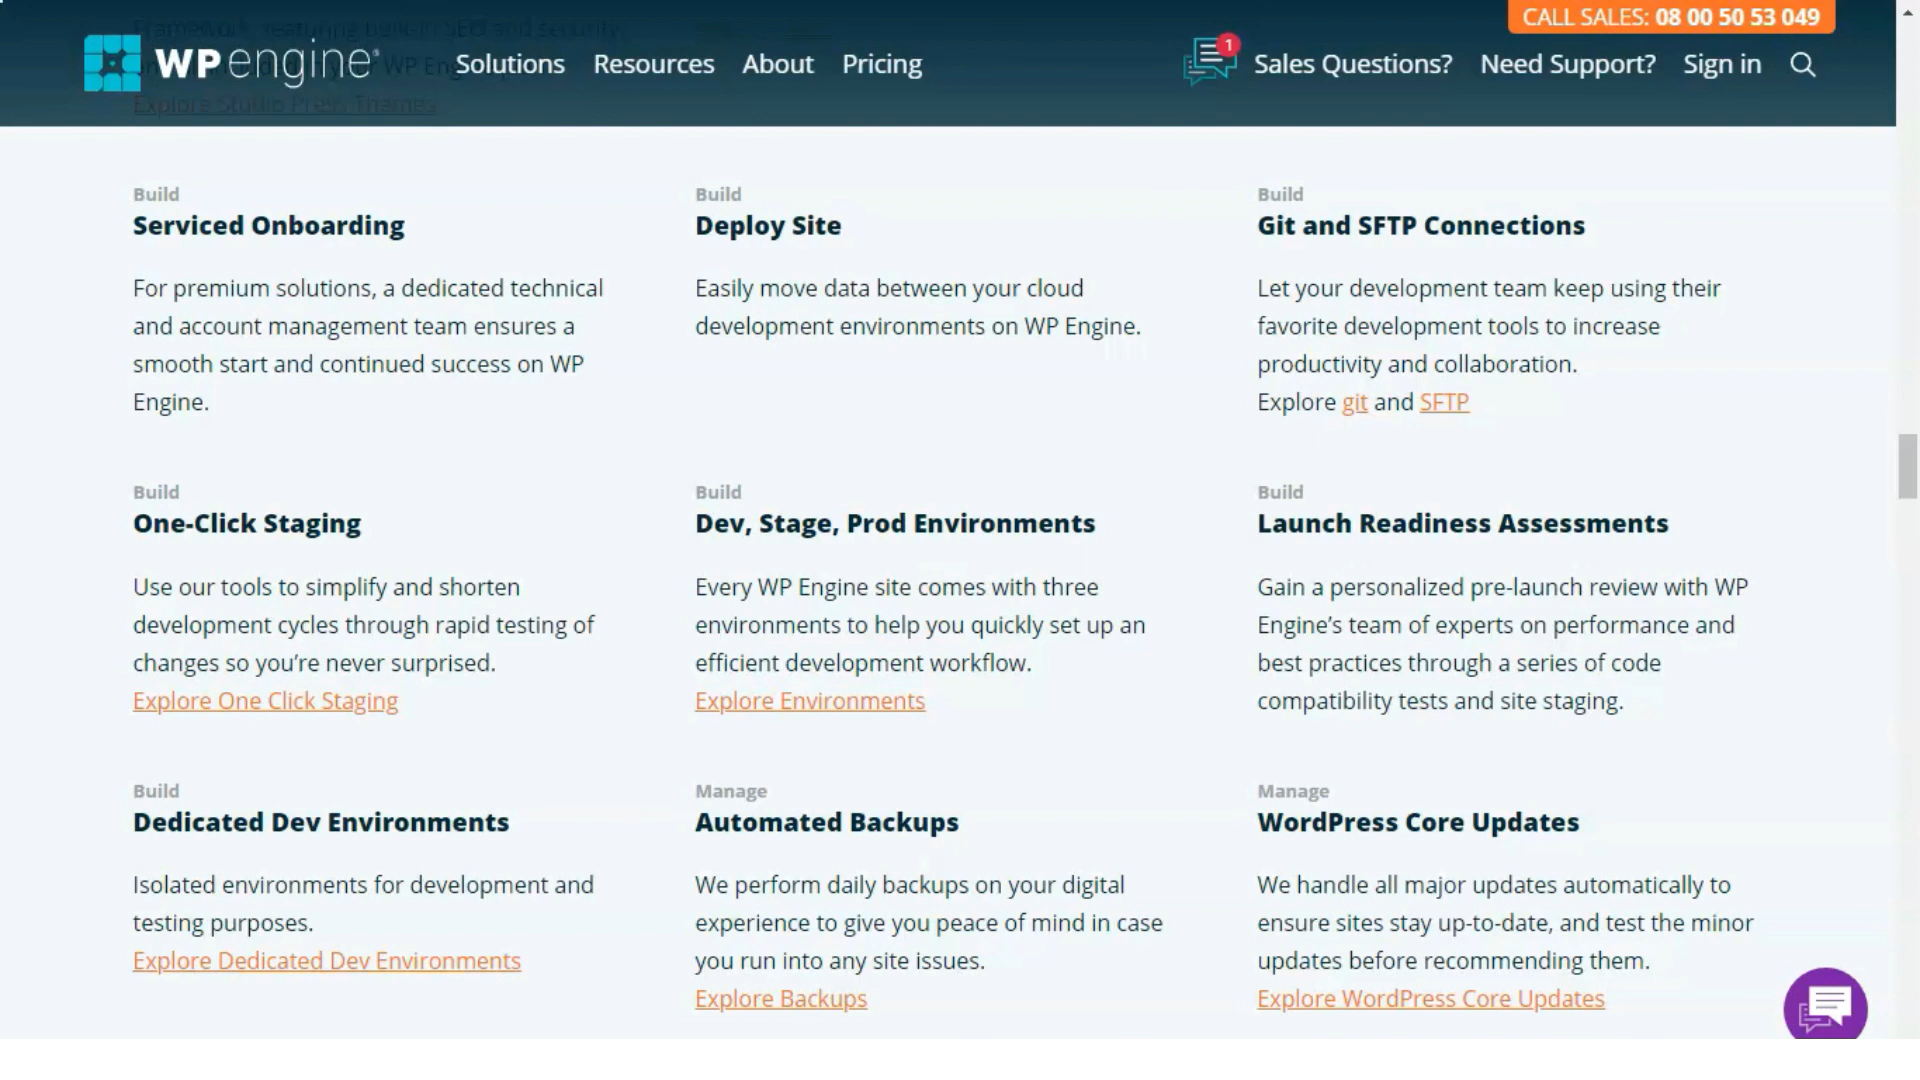 Framework, featuring built-in SEO and security,
CALL SALES: 08 00 50 53 049
WP engine
Solutions
Resources
About
Pricing
1
Sales Questions?
Need Support?
Sign in
Explore StudioPress Themes
Build
Serviced Onboarding
For premium solutions, a dedicated technical
and account management team ensures a
smooth start and continued success on WP
Engine.
Build
Deploy Site
Easily move data between your cloud
development environments on WP Engine.
Build
Git and SFTP Connections
Let your development team keep using their
favorite development tools to increase
productivity and collaboration.
Explore git and SFTP
Build
One-Click Staging
Use our tools to simplify and shorten
development cycles through rapid testing of
changes so you’re never surprised.
Explore One Click Staging
Build
Dev, Stage, Prod Environments
Every WP Engine site comes with three
environments to help you quickly set up an
efficient development workflow.
Explore Environments
Build
Launch Readiness Assessments
Gain a personalized pre-launch review with WP
Engine’s team of experts on performance and
best practices through a series of code
compatibility tests and site staging.
Build
Dedicated Dev Environments
Isolated environments for development and
testing purposes.
Explore Dedicated Dev Environments
Manage
Automated Backups
We perform daily backups on your digital
experience to give you peace of mind in case
you run into any site issues.
Explore Backups
Manage
WordPress Core Updates
We handle all major updates automatically to
ensure sites stay up-to-date, and test the minor
updates before recommending them.
Explore WordPress Core Updates